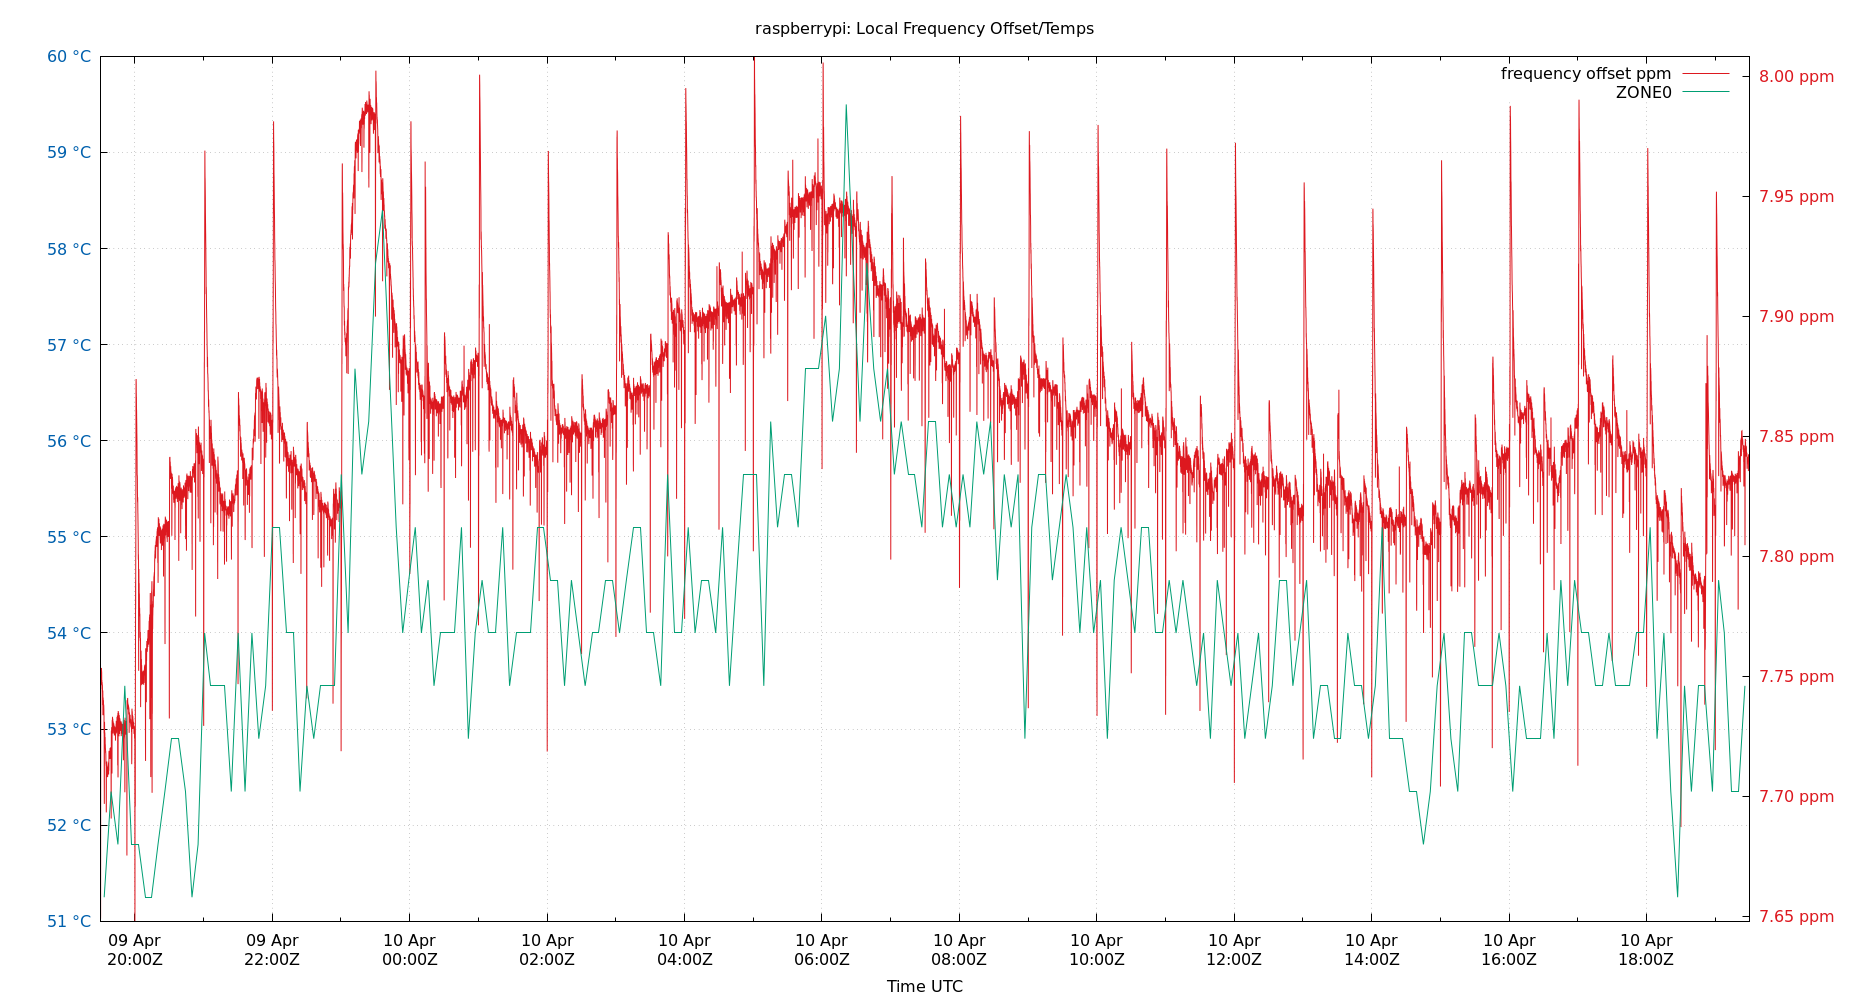 raspberrypi: Local Frequency Offset/Temps
60 °C
59 °C
58 °C
57 °C
56 °C
55 °C
54 °C
53 °C
52 °C
51 °C
frequency offset ppm
ZONE0
8.00 ppm
7.95 ppm
7.90 ppm
7.85 ppm
7.80 ppm
7.75 ppm
7.70 ppm
7.65 ppm
09 Apr
20:00Z
09 Apr
22:00Z
10 Apr
00:00Z
10 Apr
02:00Z
10 Apr
04:00Z
10 Apr
06:00Z
10 Apr
08:00Z
10 Apr
10:00Z
10 Apr
12:00Z
10 Apr
14:00Z
10 Apr
16:00Z
10 Apr
18:00Z
Time UTC